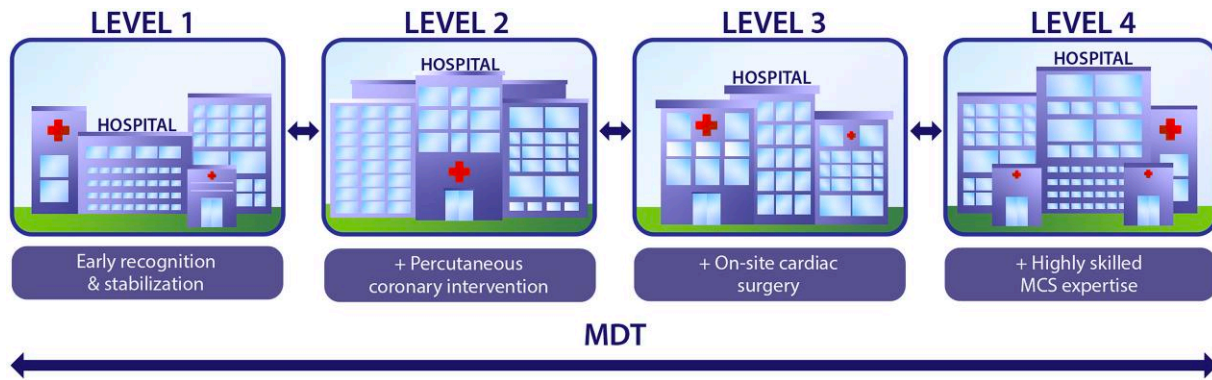 LEVEL 1
LEVEL 2
LEVEL 3
LEVEL 4
HOSPITAL
HOSPITAL
HOSPITAL
HOSPITAL
Early recognition
& stabilization
+ Percutaneous
coronary intervention
+ On-site cardiac
surgery
+ Highly skilled
MCS expertise
MDT